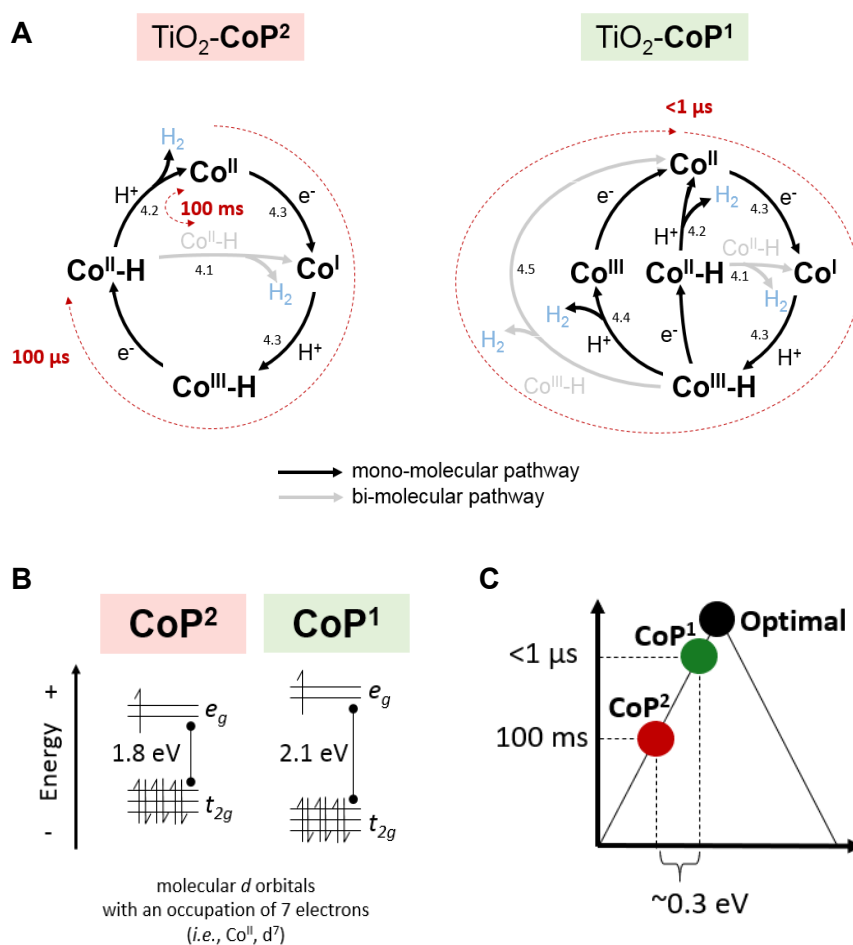 A
TiO₂-CoP²
TiO₂-CoP¹
H₂
Coᴵᴵ
H⁺
4.2
e⁻
4.3
100 ms
Coᴵᴵ-H
Coᴵᴵ-H
4.1
H₂
Coᴵ
100 µs
e⁻
4.3
H⁺
Coᴵᴵᴵ-H
<1 µs
Coᴵᴵ
e⁻
H₂
e⁻
4.3
H⁺
4.2
4.5
Coᴵᴵᴵ
Coᴵᴵ-H
Coᴵᴵ-H
4.1
H₂
Coᴵ
H₂
H₂
4.4
H⁺
e⁻
4.3
H⁺
Coᴵᴵᴵ-H
Coᴵᴵᴵ-H
mono-molecular pathway
bi-molecular pathway
B
CoP²
CoP¹
Energy
+
-
e_g
1.8 eV
t_2g
e_g
2.1 eV
t_2g
molecular d orbitals
with an occupation of 7 electrons
(i.e., Coᴵᴵ, d⁷)
C
Optimal
CoP¹
<1 µs
CoP²
100 ms
~0.3 eV